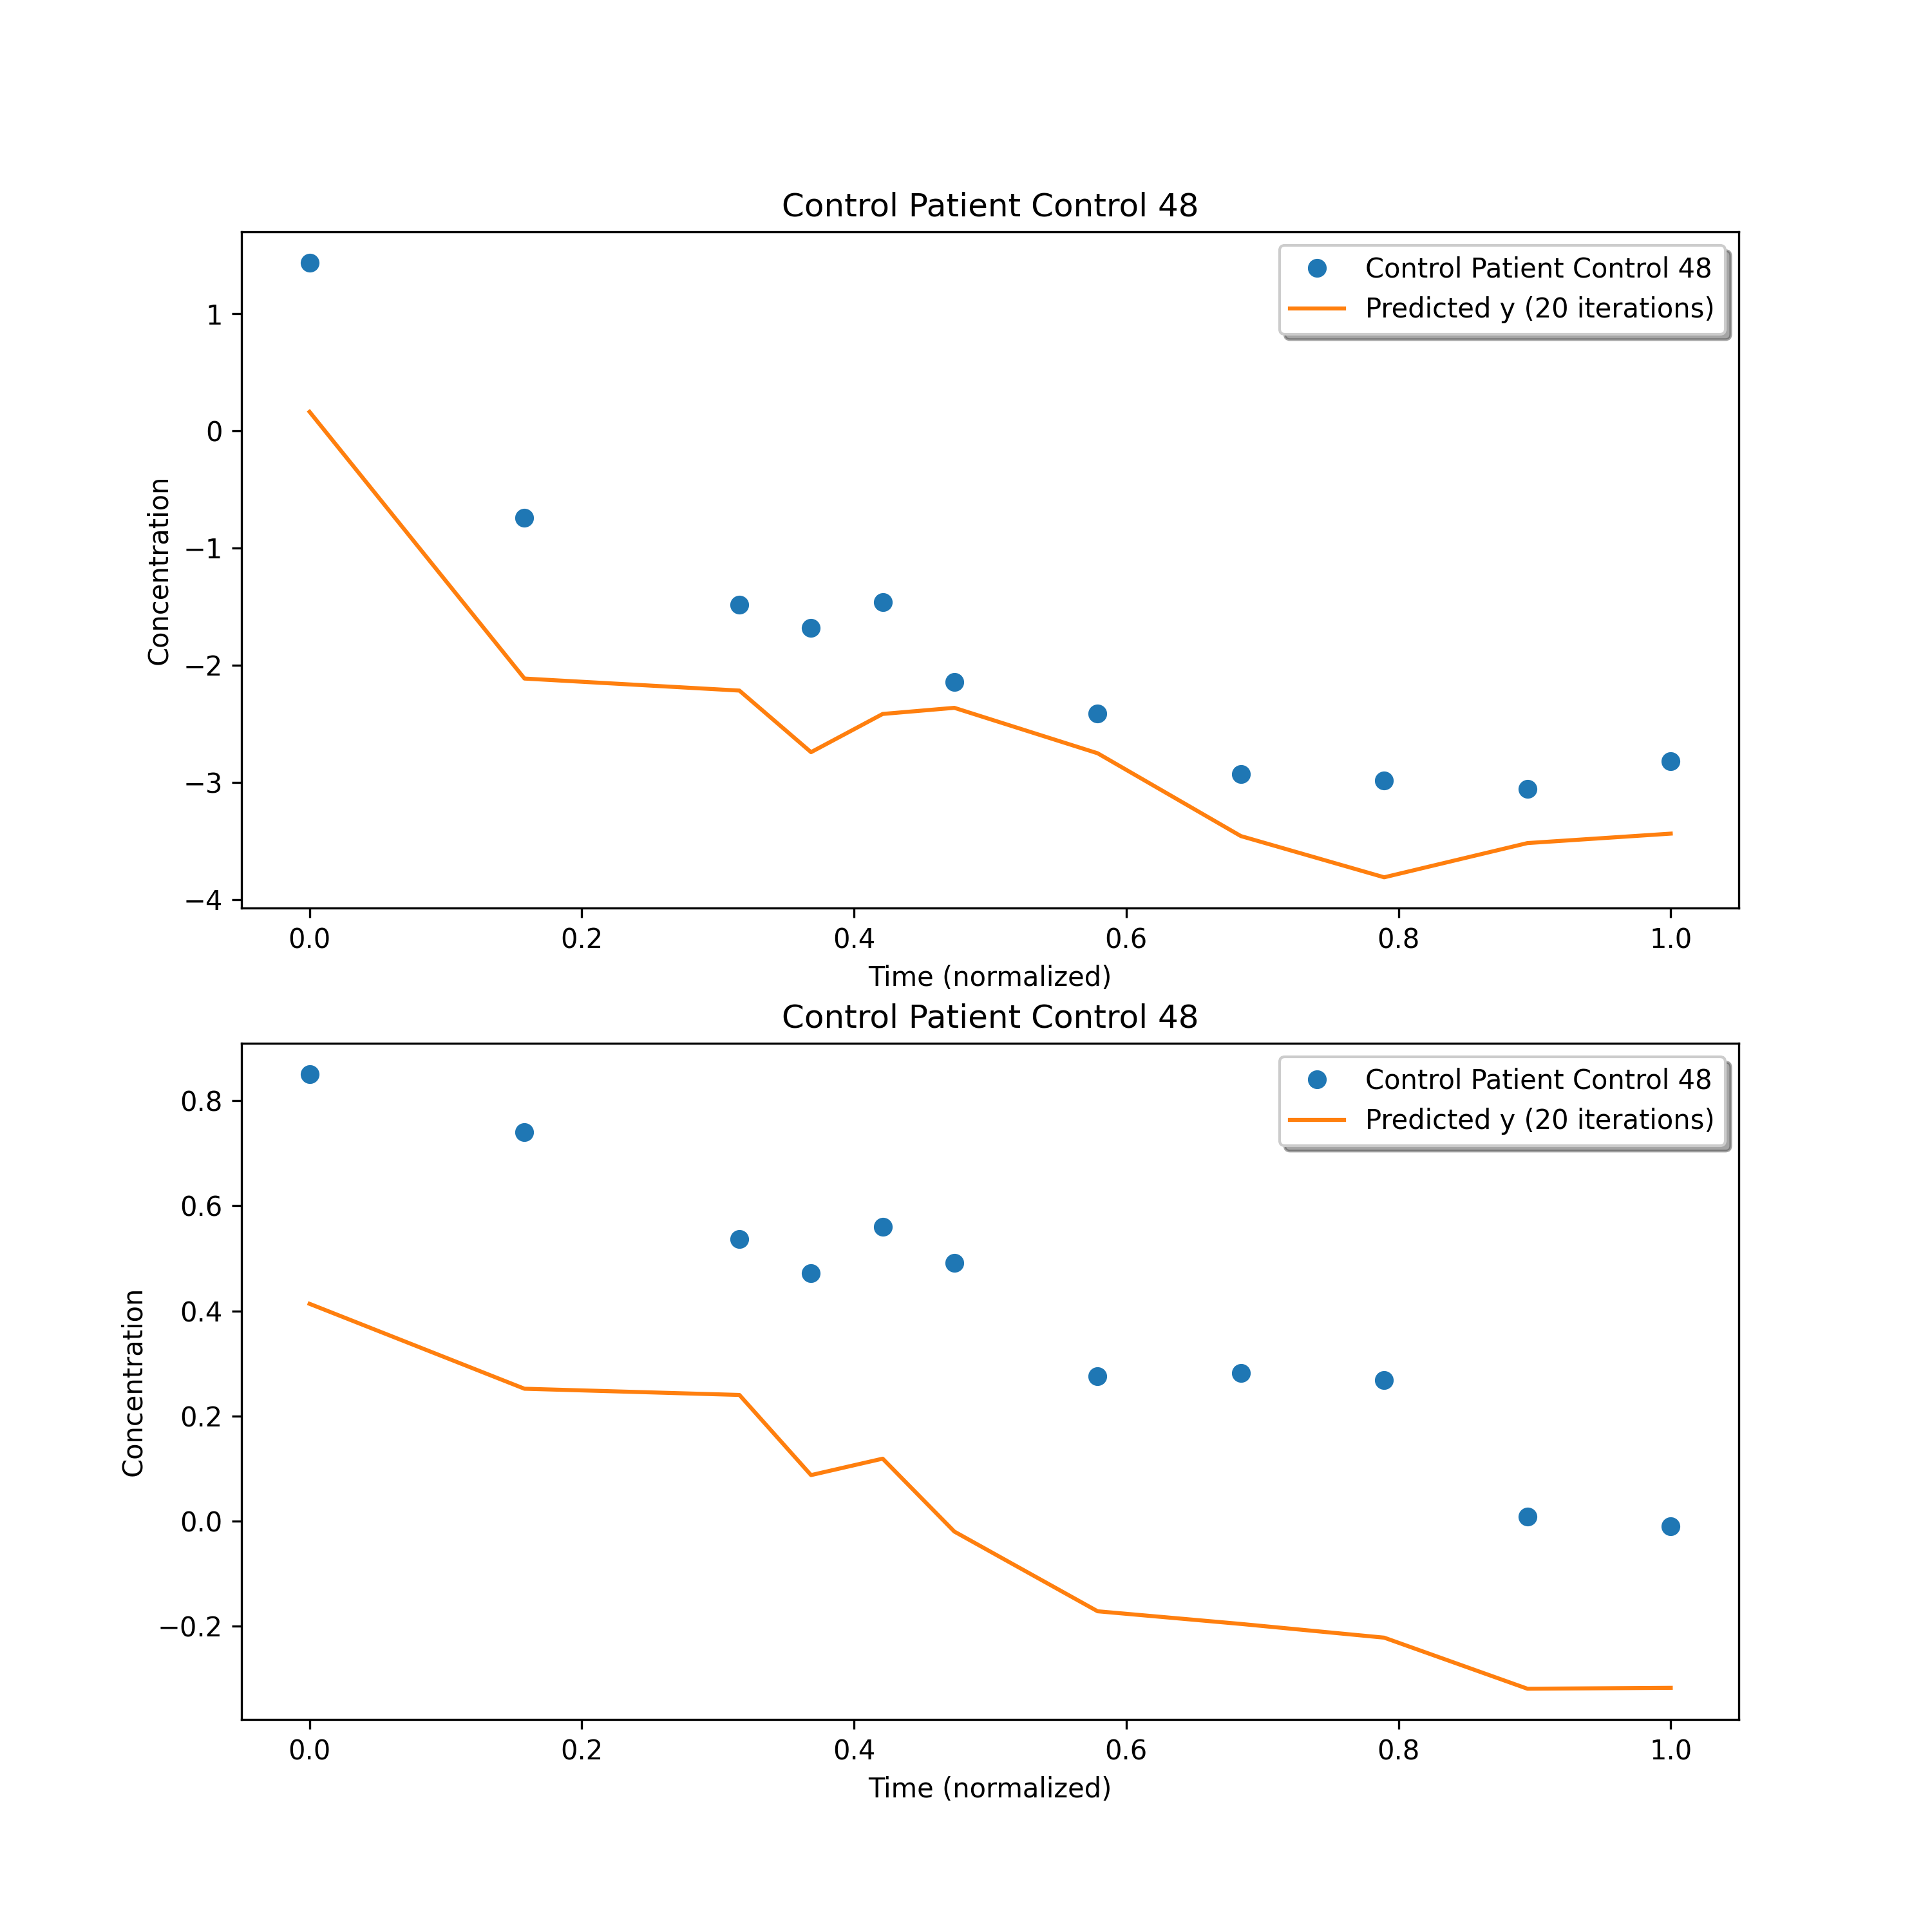 Control Patient Control 48
Control Patient Control 48
Predicted y (20 iterations)
1
0
−1
−2
−3
−4
Concentration
0.0 0.2 0.4 0.6 0.8 1.0
Time (normalized)
Control Patient Control 48
Control Patient Control 48
Predicted y (20 iterations)
0.8
0.6
0.4
0.2
0.0
−0.2
Concentration
0.0 0.2 0.4 0.6 0.8 1.0
Time (normalized)